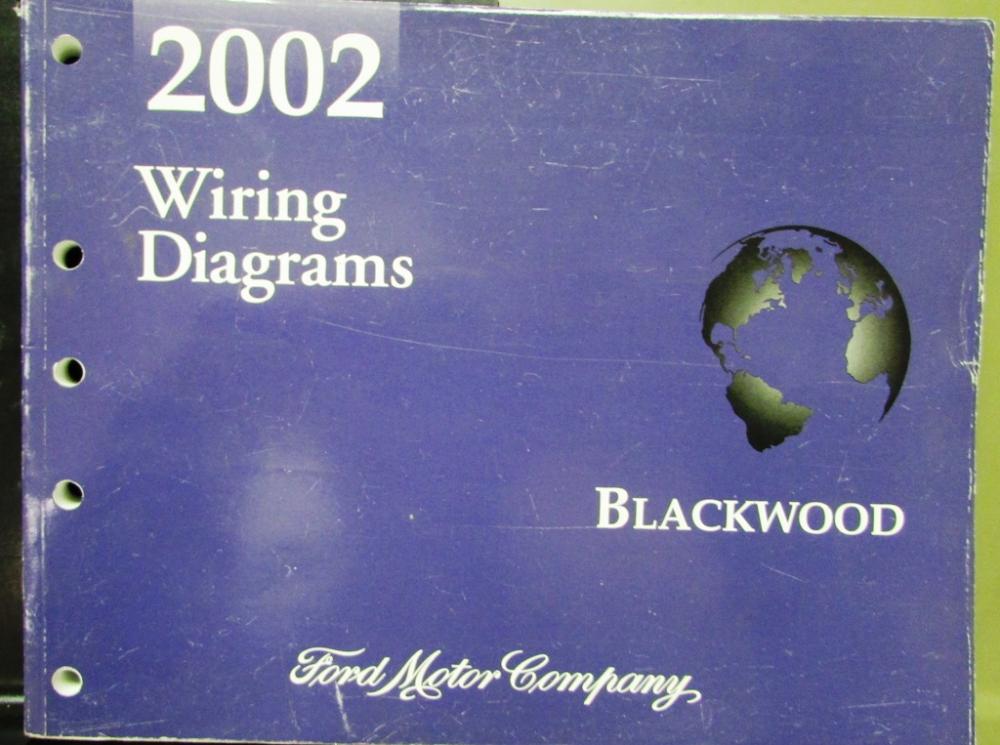 2002
Wiring
Diagrams
BLACKWOOD
Ford Motor Company